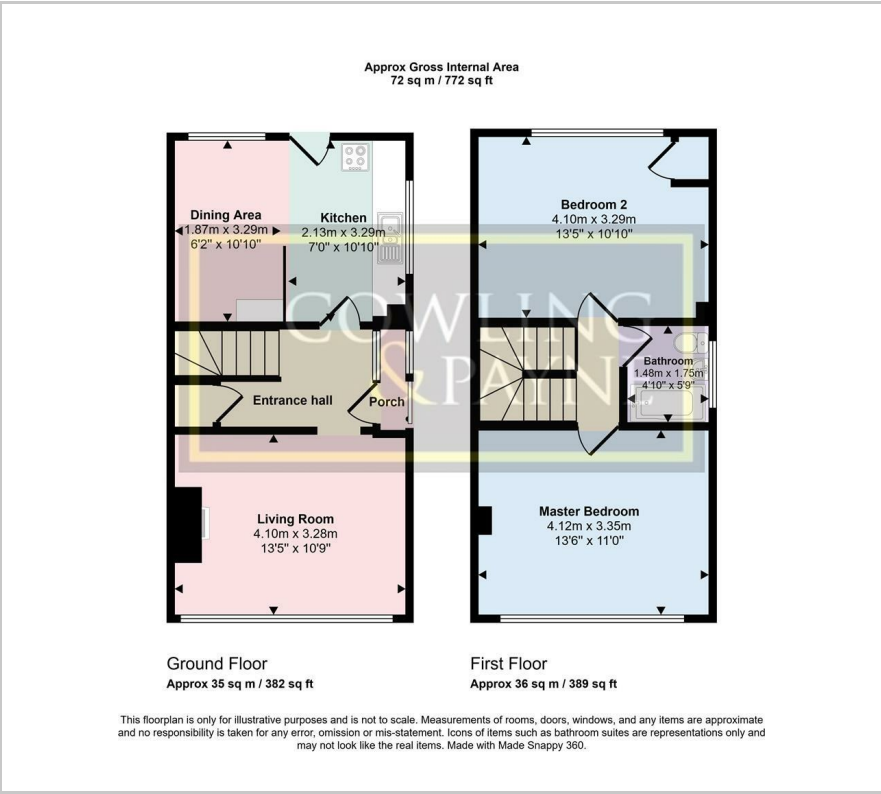 Approx Gross Internal Area
72 sq m / 772 sq ft
Dining Area
1.87m x 3.29m
6'2" x 10'10"
Kitchen
2.13m x 3.29m
7'0" x 10'10"
Bedroom 2
4.10m x 3.29m
13'5" x 10'10"
COWLING
& PAYNE
Bathroom
1.48m x 1.75m
4'10" x 5'9"
Entrance hall
Porch
Living Room
4.10m x 3.28m
13'5" x 10'9"
Master Bedroom
4.12m x 3.35m
13'6" x 11'0"
Ground Floor
Approx 35 sq m / 382 sq ft
First Floor
Approx 36 sq m / 389 sq ft
This floorplan is only for illustrative purposes and is not to scale. Measurements of rooms, doors, windows, and any items are approximate
and no responsibility is taken for any error, omission or mis-statement. Icons of items such as bathroom suites are representations only and
may not look like the real items. Made with Made Snappy 360.